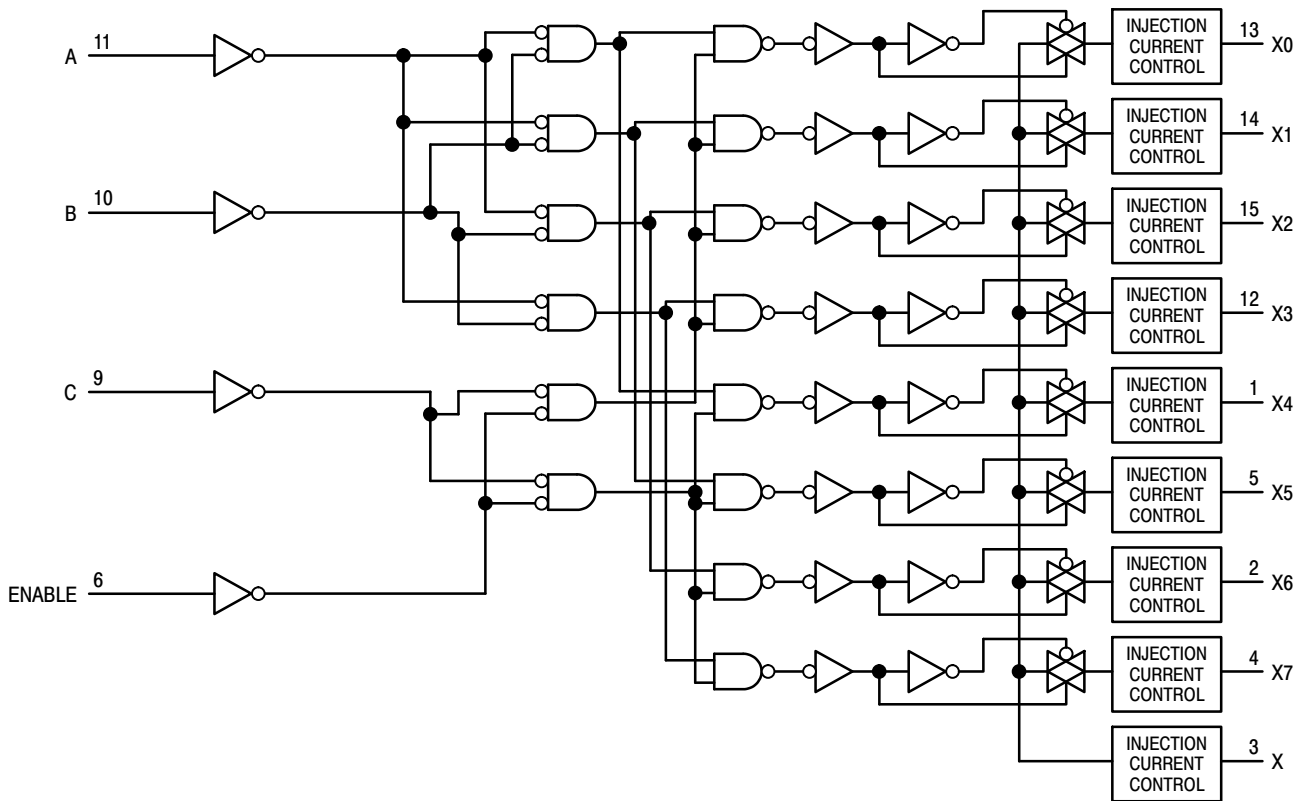 A 11
B 10
C 9
ENABLE 6
INJECTION
CURRENT
CONTROL
13 X0
INJECTION
CURRENT
CONTROL
14 X1
INJECTION
CURRENT
CONTROL
15 X2
INJECTION
CURRENT
CONTROL
12 X3
INJECTION
CURRENT
CONTROL
1 X4
INJECTION
CURRENT
CONTROL
5 X5
INJECTION
CURRENT
CONTROL
2 X6
INJECTION
CURRENT
CONTROL
4 X7
INJECTION
CURRENT
CONTROL
3 X